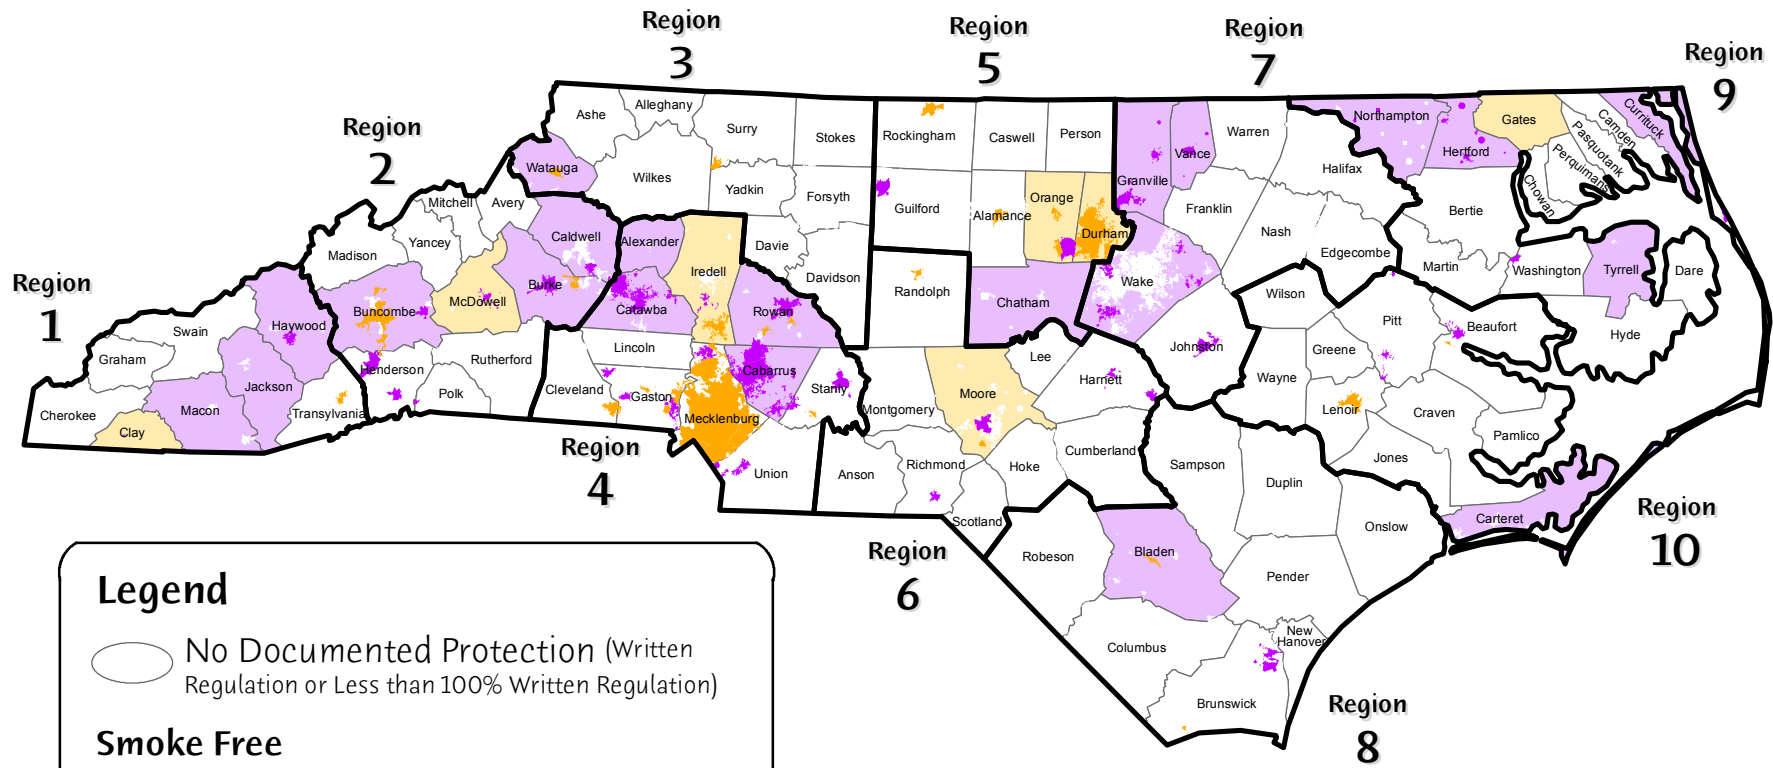 Region
3
Region
5
Region
7
Region
9
Region
2
Region
1
Region
4
Region
6
Region
8
Region
10
Ashe
Alleghany
Surry
Stokes
Rockingham
Caswell
Person
Granville
Vance
Warren
Northampton
Gates
Currituck
Camden
Pasquotank
Perquimans
Chowan
Hertford
Halifax
Watauga
Wilkes
Yadkin
Forsyth
Guilford
Alamance
Orange
Durham
Franklin
Nash
Edgecombe
Bertie
Mitchell
Avery
Yancey
Madison
Caldwell
Alexander
Iredell
Davie
Davidson
Randolph
Chatham
Wake
Wilson
Martin
Washington
Tyrrell
Dare
Swain
Haywood
Buncombe
McDowell
Burke
Catawba
Rowan
Johnston
Pitt
Beaufort
Hyde
Graham
Jackson
Henderson
Rutherford
Polk
Lincoln
Cleveland
Gaston
Cabarrus
Stanly
Montgomery
Moore
Lee
Harnett
Wayne
Greene
Lenoir
Craven
Pamlico
Cherokee
Clay
Macon
Transylvania
Mecklenburg
Union
Anson
Richmond
Hoke
Cumberland
Scotland
Sampson
Duplin
Jones
Onslow
Carteret
Robeson
Bladen
Pender
Columbus
New
Hanover
Brunswick
Legend
No Documented Protection (Written
Regulation or Less than 100% Written Regulation)
Smoke Free